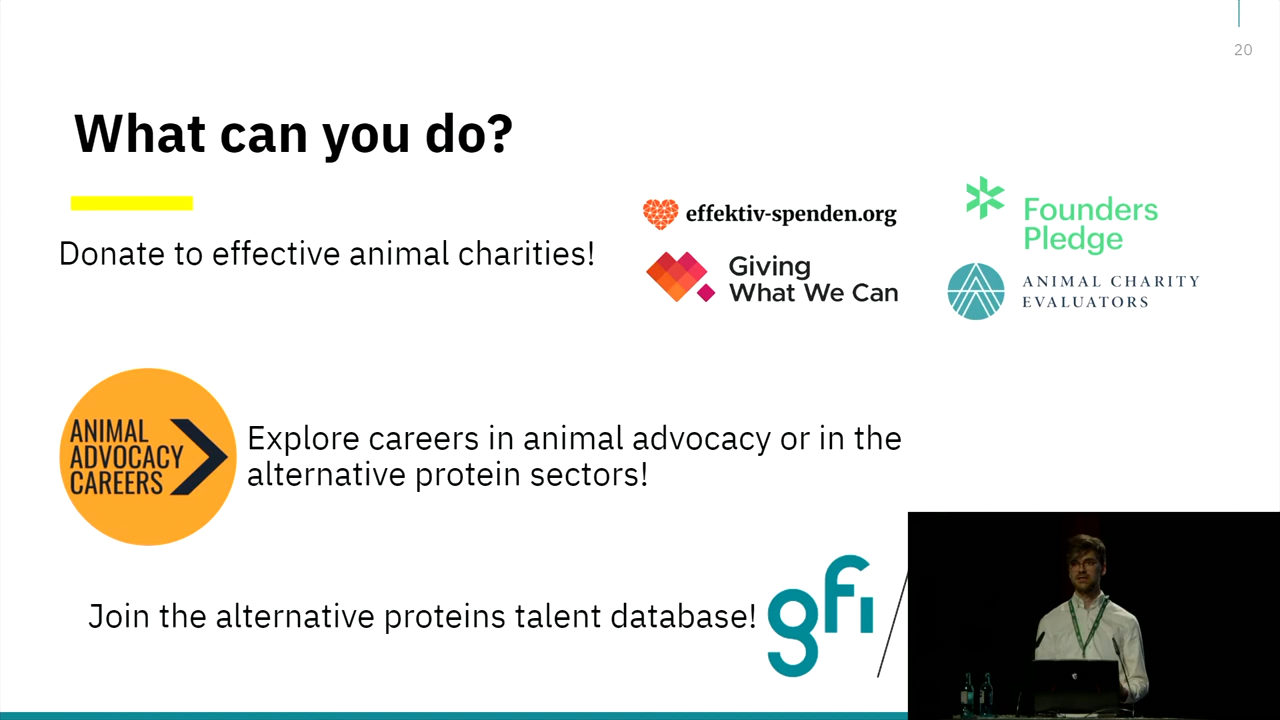 20
What can you do?
Donate to effective animal charities!
effektiv-spenden.org
Giving
What We Can
Founders
Pledge
ANIMAL CHARITY
EVALUATORS
ANIMAL
ADVOCACY
CAREERS
Explore careers in animal advocacy or in the
alternative protein sectors!
Join the alternative proteins talent database!
gfi